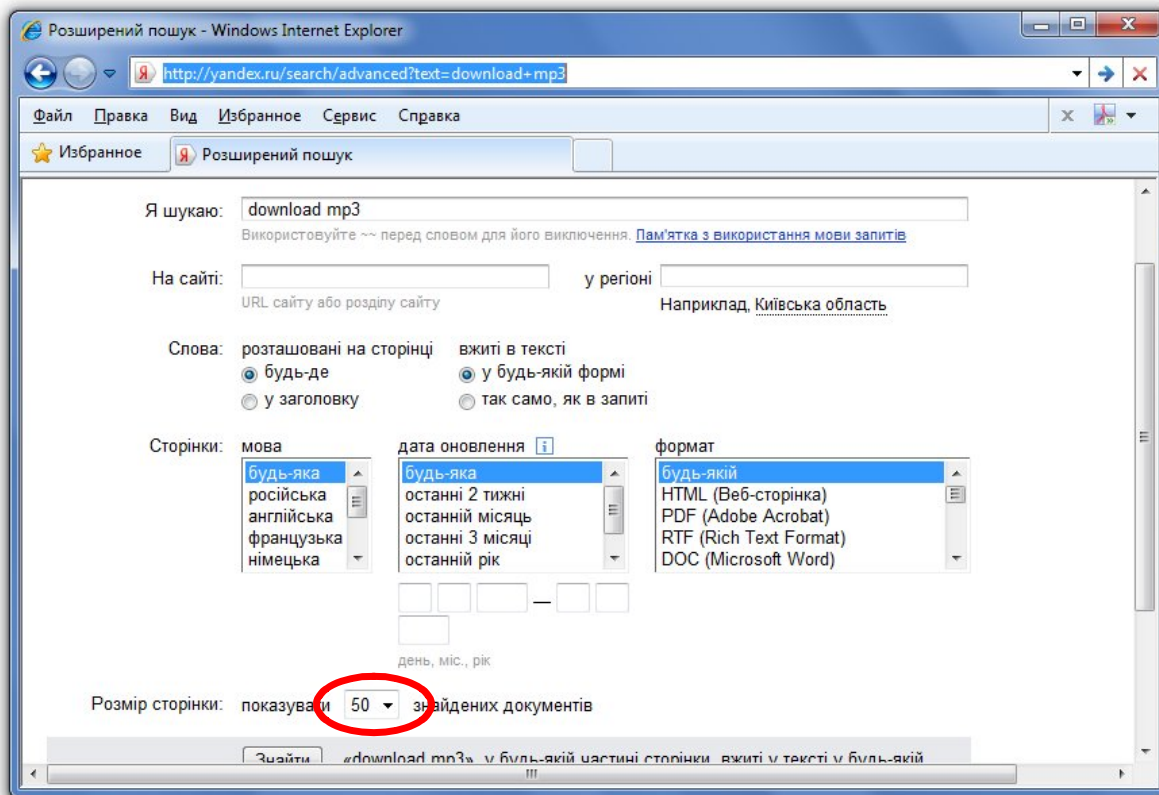 Розширений пошук - Windows Internet Explorer
http://yandex.ru/search/advanced?text=download+mp3
Файл Правка Вид Избранное Сервис Справка
Избранное Розширений пошук
Я шукаю: download mp3
Використовуйте ~~ перед словом для його виключення. Пам'ятка з використання мови запитів
На сайті: у регіоні
URL сайту або розділу сайту Наприклад, Київська область
Слова: розташовані на сторінці вжиті в тексті
будь-де у будь-якій формі
у заголовку так само, як в запиті
Сторінки: мова дата оновлення i формат
будь-яка будь-яка будь-якій
російська останні 2 тижні HTML (Веб-сторінка)
англійська останній місяць PDF (Adobe Acrobat)
французька останні 3 місяці RTF (Rich Text Format)
німецька останній рік DOC (Microsoft Word)
—
день, міс., рік
Розмір сторінки: показувати 50 знайдених документів
Знайти «download mp3», у будь-якій частині сторінки, вжиті у тексті у будь-якій